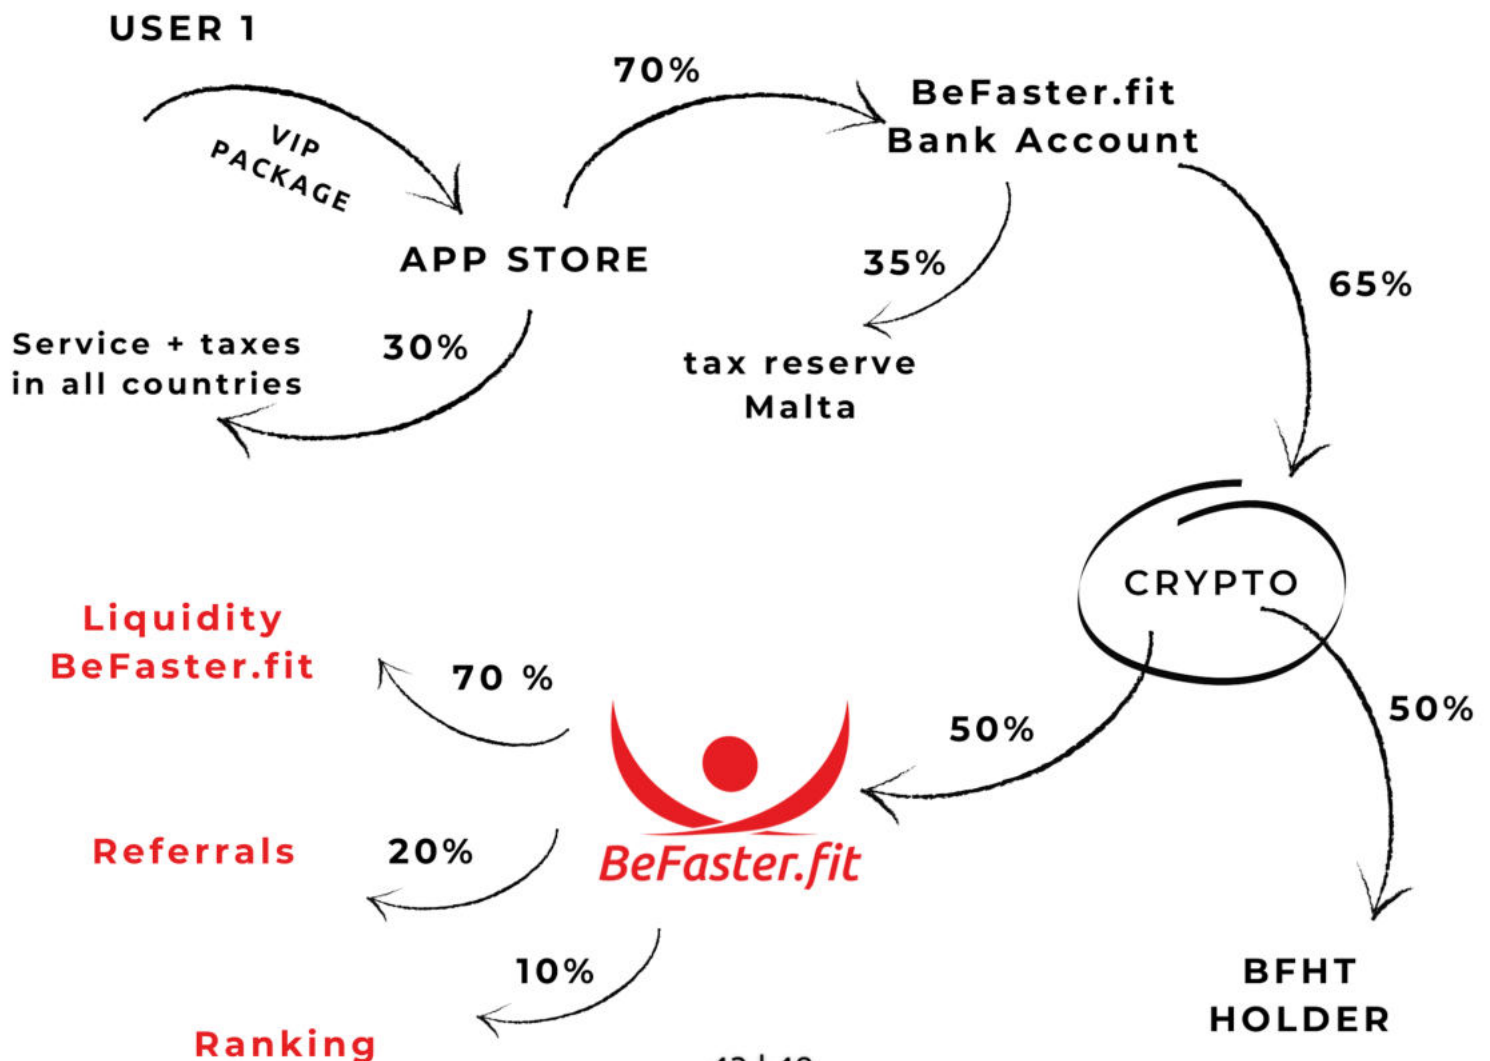 USER 1
VIP
PACKAGE
70%
BeFaster.fit
Bank Account
APP STORE
35%
65%
Service + taxes
in all countries
30%
tax reserve
Malta
CRYPTO
Liquidity
BeFaster.fit
70 %
50%
50%
Referrals
20%
BeFaster.fit
10%
BFHT
HOLDER
Ranking